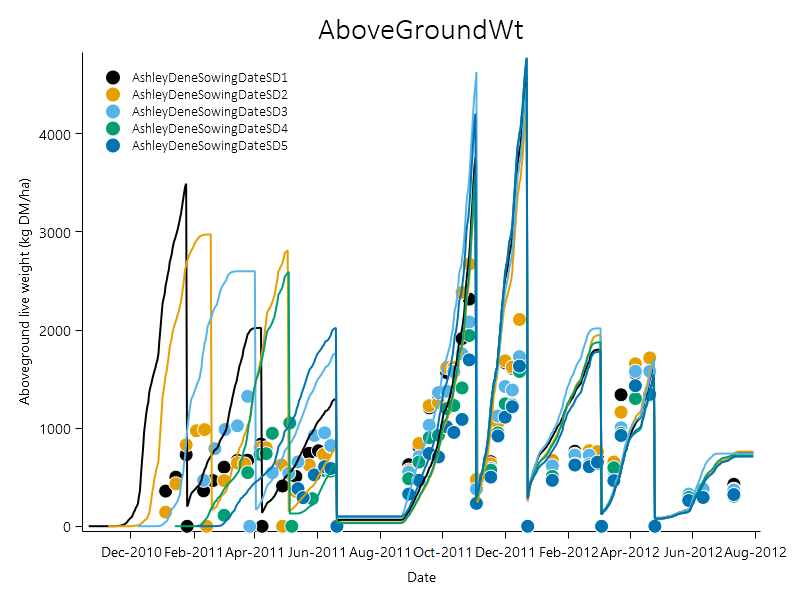 AboveGroundWt
AshleyDeneSowingDateSD1
AshleyDeneSowingDateSD2
AshleyDeneSowingDateSD3
AshleyDeneSowingDateSD4
AshleyDeneSowingDateSD5
Aboveground live weight (kg DM/ha)
4000
3000
2000
1000
0
Dec-2010 Feb-2011 Apr-2011 Jun-2011 Aug-2011 Oct-2011 Dec-2011 Feb-2012 Apr-2012 Jun-2012 Aug-2012
Date